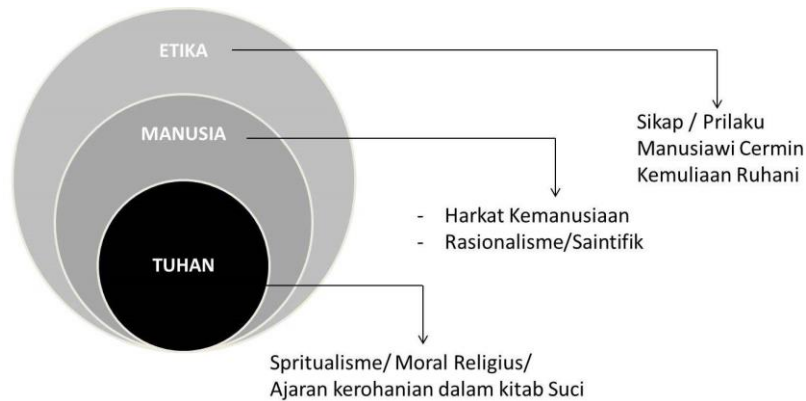 ETIKA
MANUSIA
TUHAN
Sikap / Prilaku
Manusiawi Cermin
Kemuliaan Ruhani
- Harkat Kemanusiaan
- Rasionalisme/Saintifik
Spritualisme/ Moral Religius/
Ajaran kerohanian dalam kitab Suci